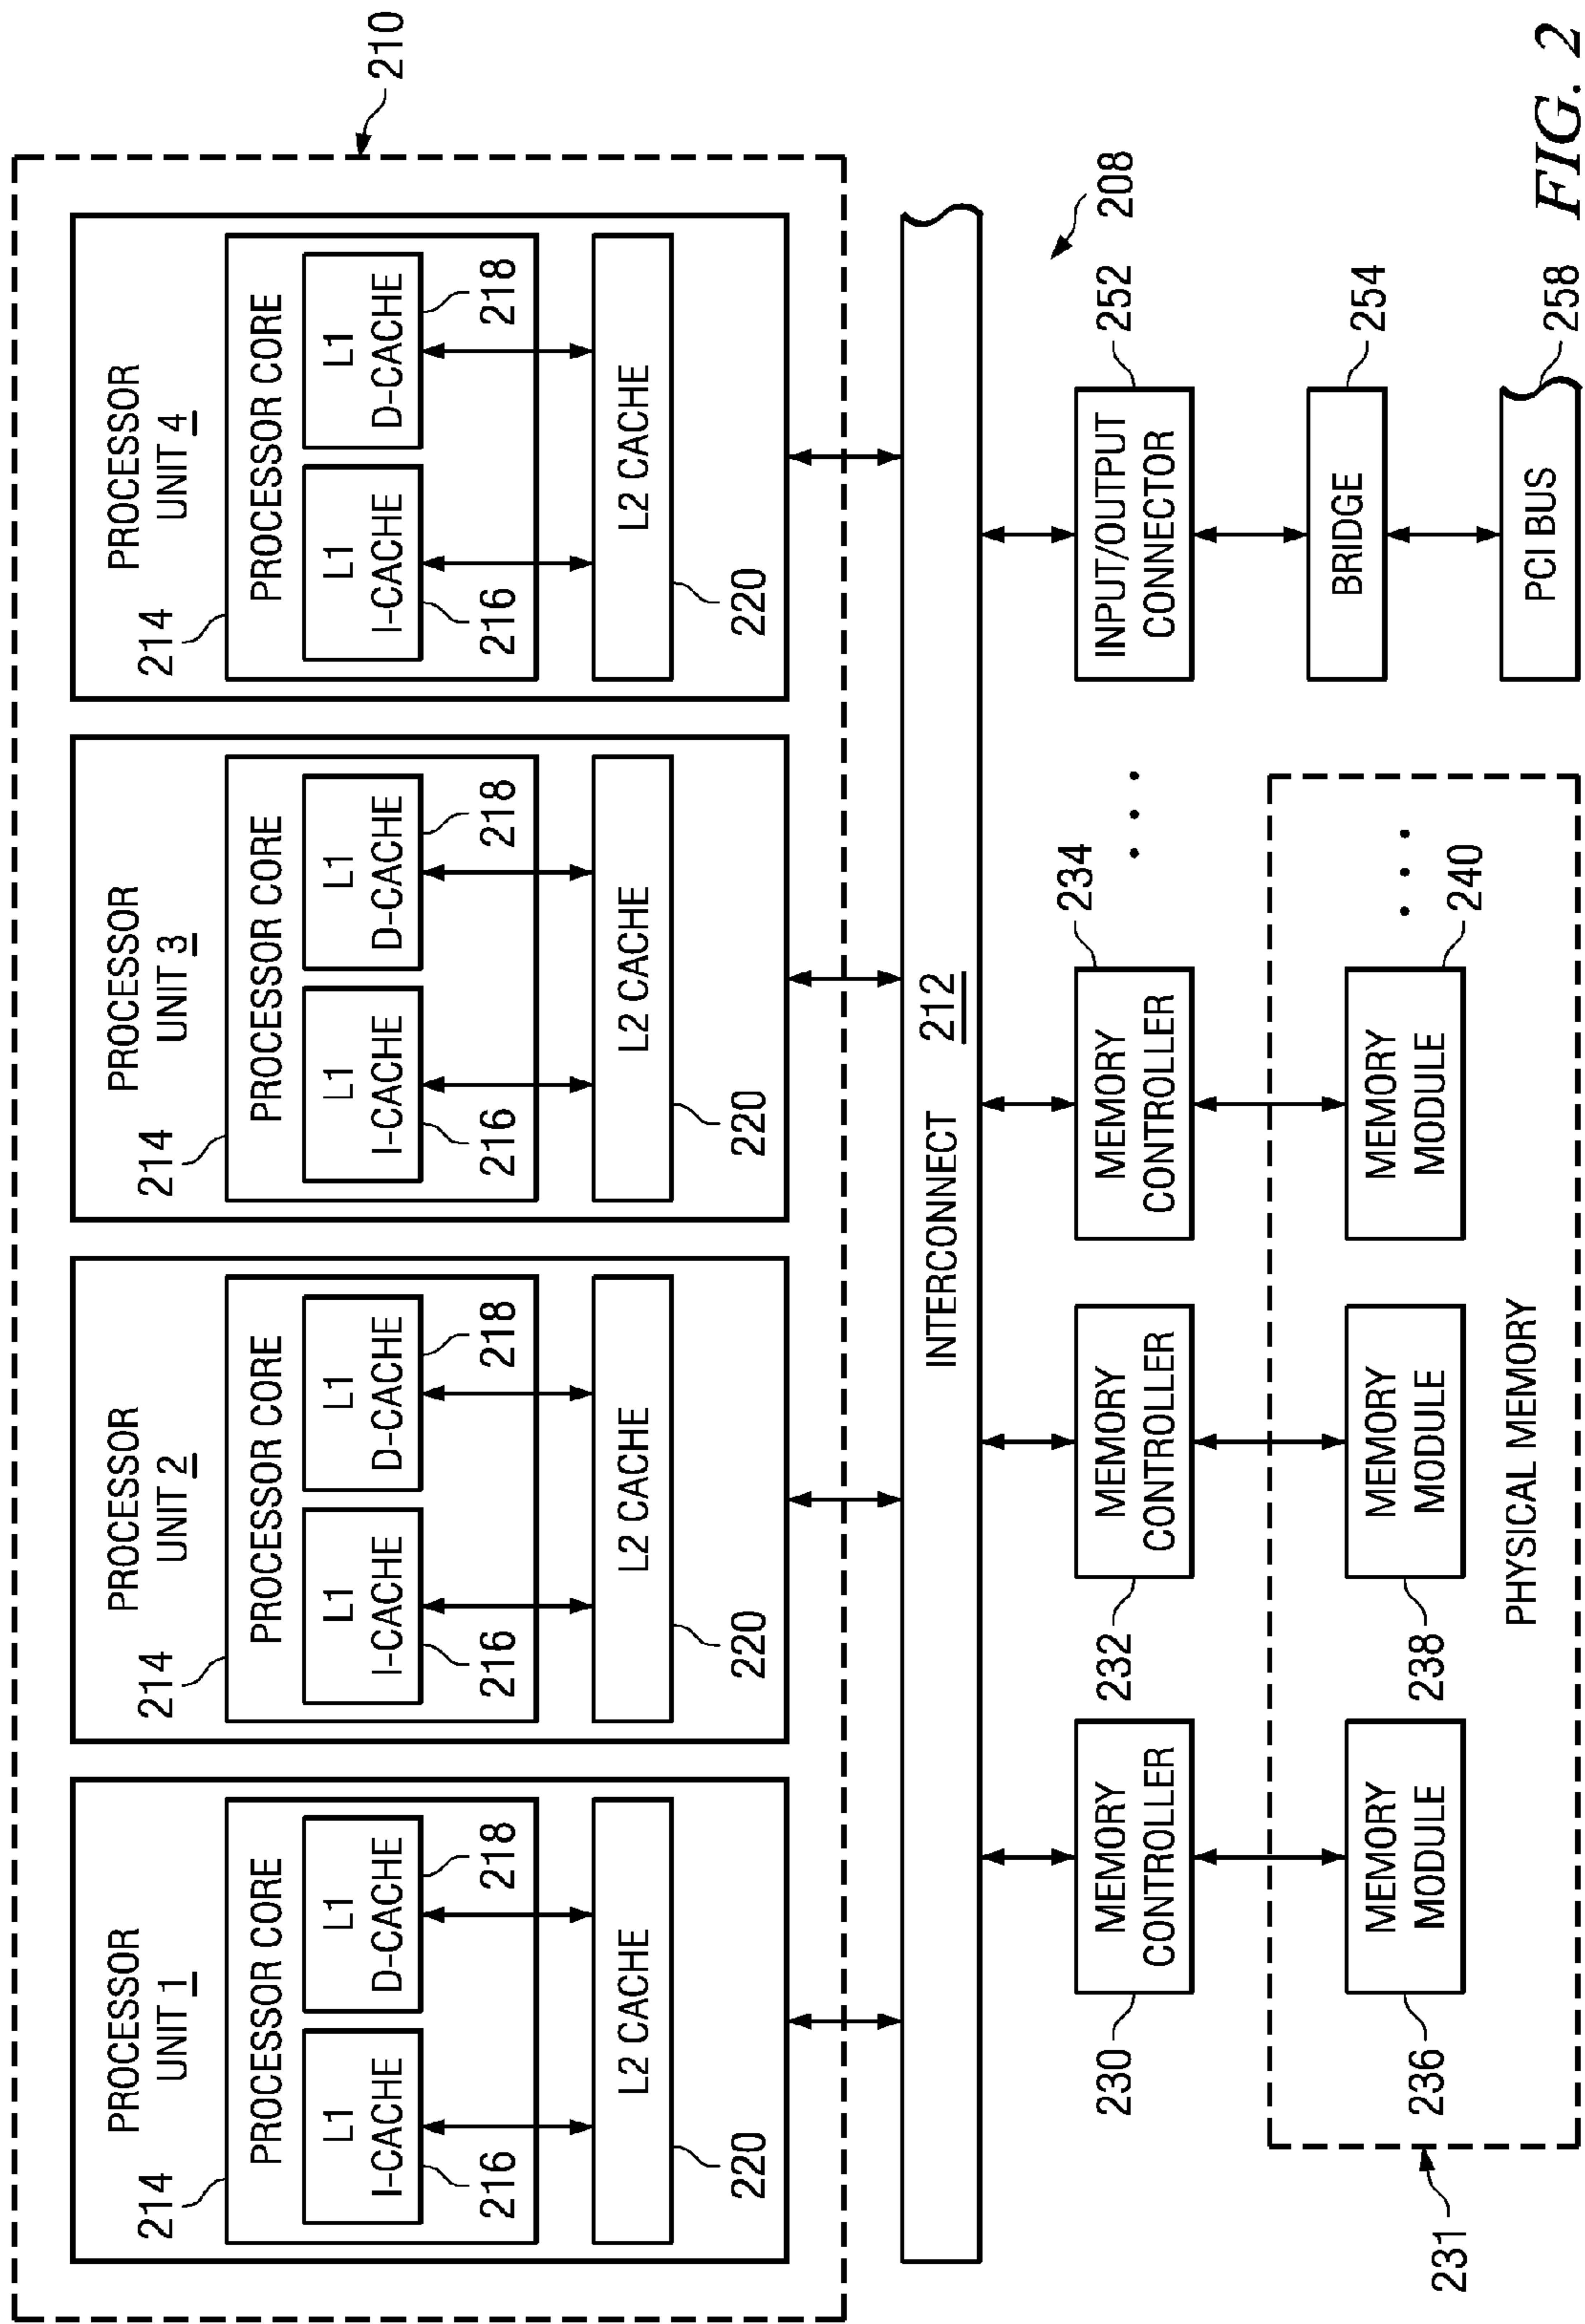 210
PROCESSOR
UNIT 1
214
PROCESSOR CORE
L1
I-CACHE
216
L1
D-CACHE
218
L2 CACHE
220
PROCESSOR
UNIT 2
214
PROCESSOR CORE
L1
I-CACHE
216
L1
D-CACHE
218
L2 CACHE
220
PROCESSOR
UNIT 3
214
PROCESSOR CORE
L1
I-CACHE
216
L1
D-CACHE
218
L2 CACHE
220
PROCESSOR
UNIT 4
214
PROCESSOR CORE
L1
I-CACHE
216
L1
D-CACHE
218
L2 CACHE
220
INTERCONNECT 212
208
230
MEMORY
CONTROLLER
232
MEMORY
CONTROLLER
234
MEMORY
CONTROLLER
• • •
252
INPUT/OUTPUT
CONNECTOR
231
236
MEMORY
MODULE
238
MEMORY
MODULE
240
MEMORY
MODULE
• • •
PHYSICAL MEMORY
254
BRIDGE
258
PCI BUS
FIG. 2